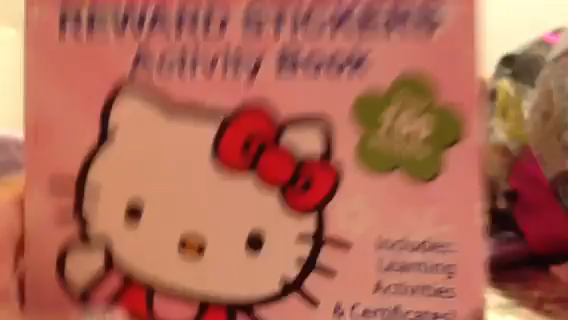 REWARD STICKERS
Activity Book
Includes:
Learning
Activities
& Certificates!